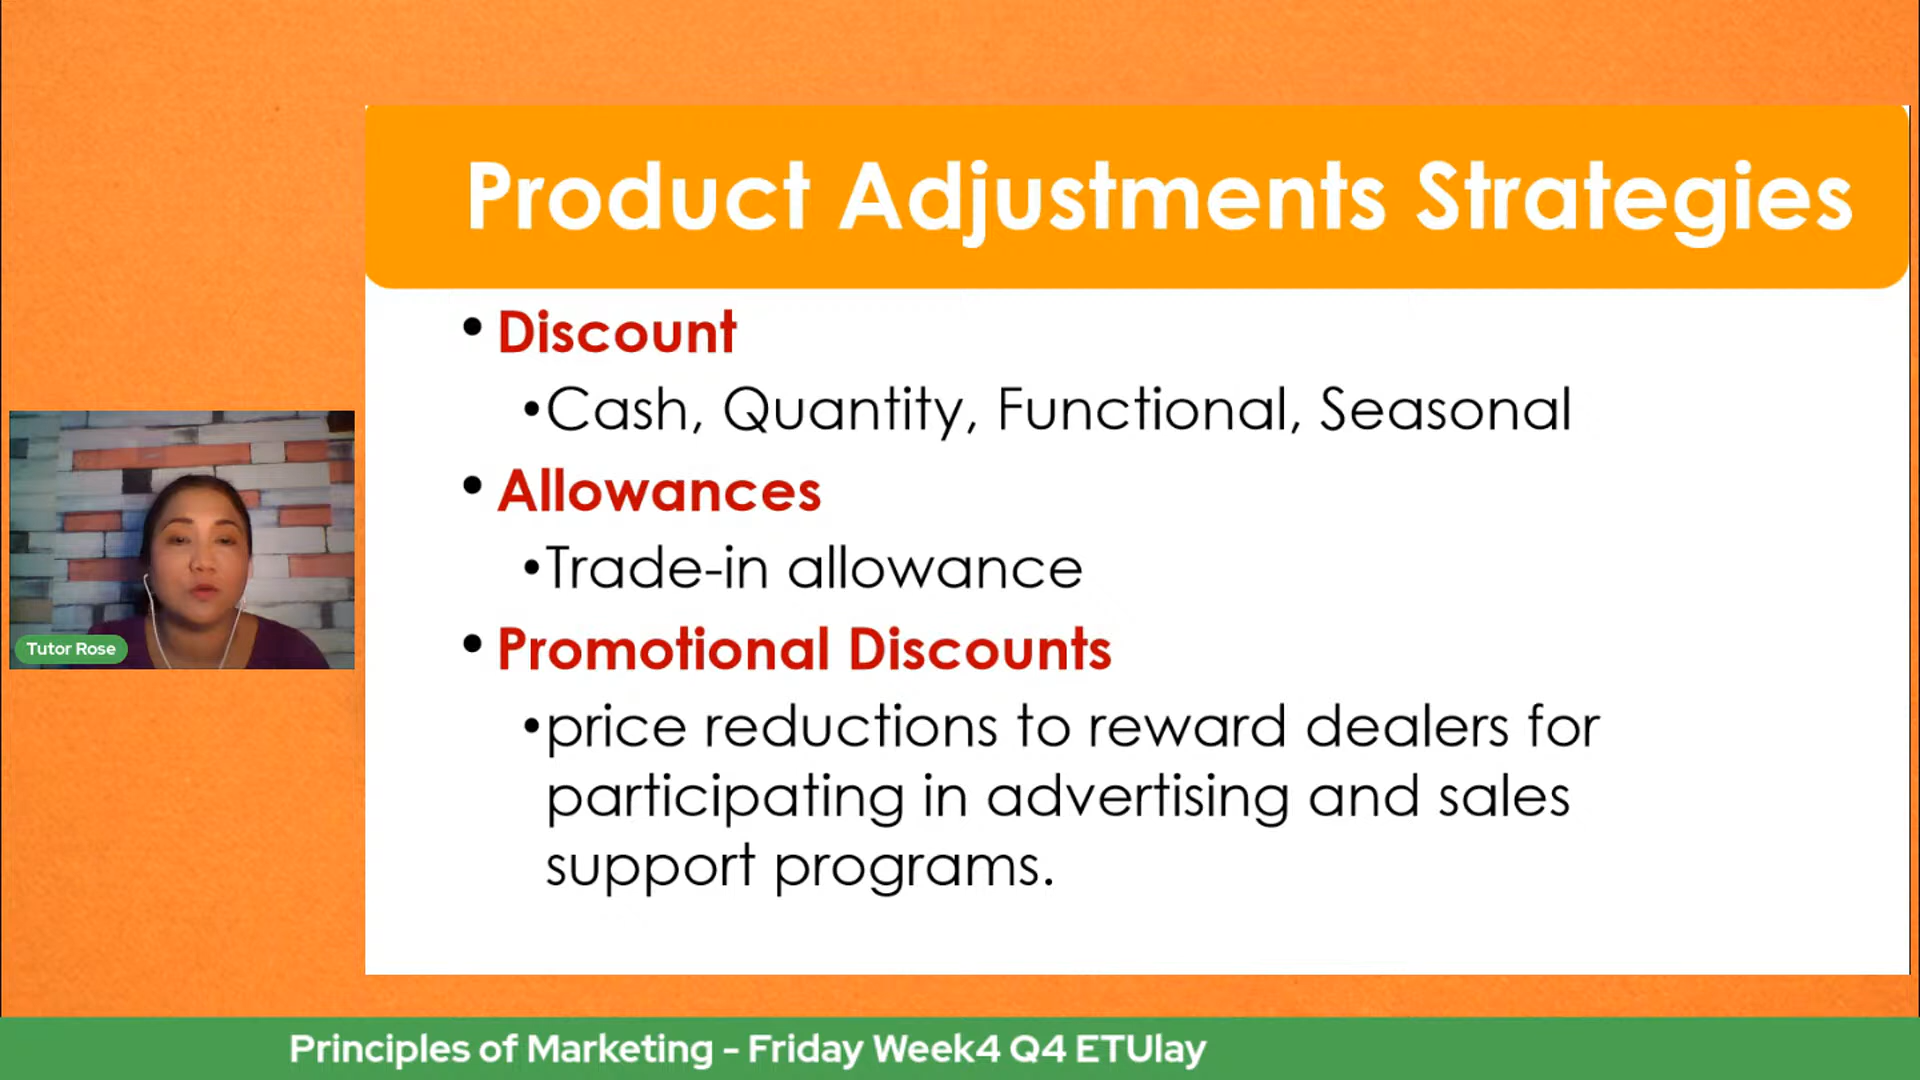 Product Adjustments Strategies
• Discount
•Cash, Quantity, Functional, Seasonal
• Allowances
•Trade-in allowance
• Promotional Discounts
•price reductions to reward dealers for
participating in advertising and sales
support programs.
Tutor Rose
Principles of Marketing - Friday Week4 Q4 ETUlay